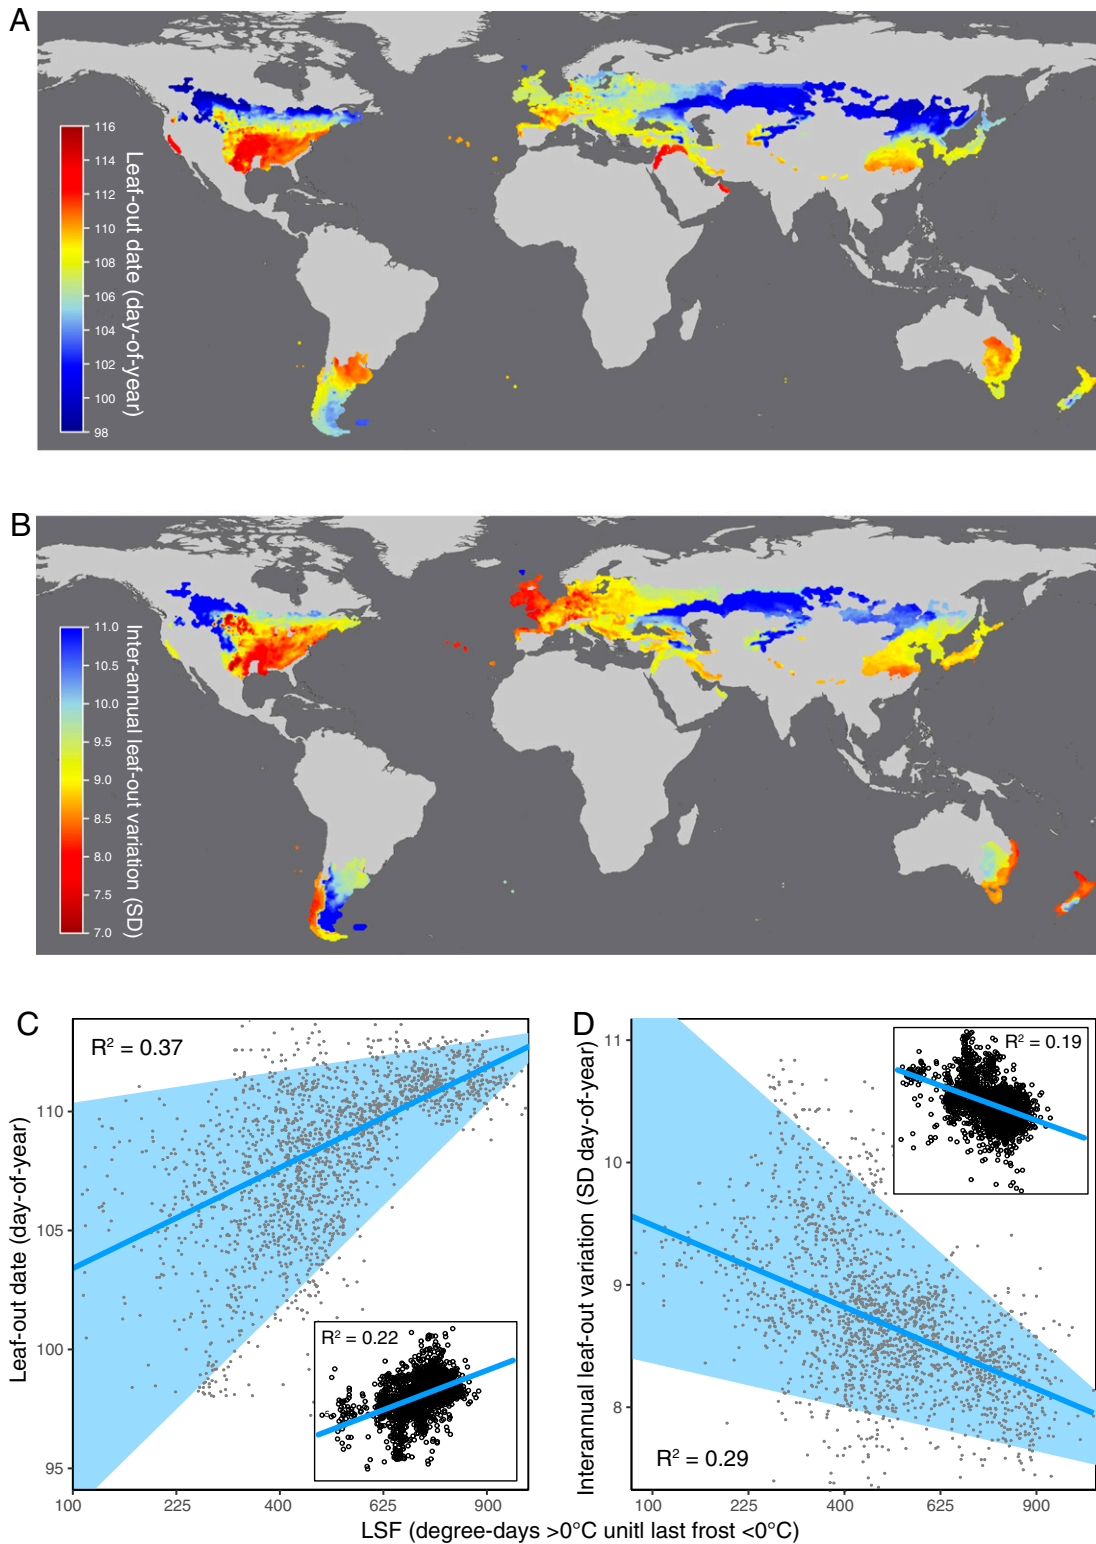 A
116
114
112
110
108
106
104
102
100
98
Leaf-out date (day-of-year)
B
11.0
10.5
10.0
9.5
9.0
8.5
8.0
7.5
7.0
Inter-annual leaf-out variation (SD)
C
R² = 0.37
Leaf-out date (day-of-year)
110
105
100
95
R² = 0.22
100
225
400
625
900
D
R² = 0.19
Interannual leaf-out variation (SD day-of-year)
11
10
9
8
R² = 0.29
100
225
400
625
900
LSF (degree-days >0°C unitl last frost <0°C)